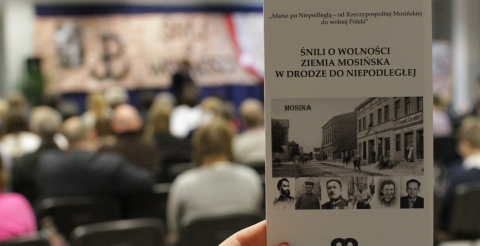 „Marsz po Niepodległą – od Rzeczypospolitej Mosińskiej
do wolnej Polski”
ŚNILI O WOLNOŚCI
ZIEMIA MOSIŃSKA
W DRODZE DO NIEPODLEGŁEJ
MOSINA